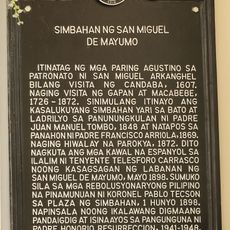 SIMBAHAN NG SAN MIGUEL
DE MAYUMO
ITINATAG NG MGA PARING AGUSTINO SA
PATRONATO NI SAN MIGUEL ARKANGHEL
BILANG VISITA NG CANDABA, 1607,
NAGING VISITA NG GAPAN AT MACABEBE,
1726–1872. SINIMULANG ITINAYO ANG
KASALUKUYANG SIMBAHAN YARI SA BATO AT
LADRILYO SA PANUNUNGKULAN NI PADRE
JUAN MANUEL TOMBO, 1848 AT NATAPOS SA
PANAHON NI PADRE FRANCISCO ARRIOLA, 1869.
NAGING HIWALAY NA PAROKYA, 1872. DITO
NAGKUTA ANG MGA KAWAL NA ESPANYOL SA
ILALIM NI TENYENTE TELESFORO CARRASCO
NOONG KASAGSAGAN NG LABANAN NG
SAN MIGUEL DE MAYUMO, MAYO 1898. SUMUKO
SILA SA MGA REBOLUSYONARYONG PILIPINO
NA PINAMUNUAN NI KORONEL PABLO TECSON
SA PLAZA NG SIMBAHAN, 1 HUNYO 1898.
NAPINSALA NOONG IKALAWANG DIGMAANG
PANDAIGDIG AT ISINAAYOS SA PANGUNGUNA NI
PADRE HONORIO RESURRECCION, 1941–1948.